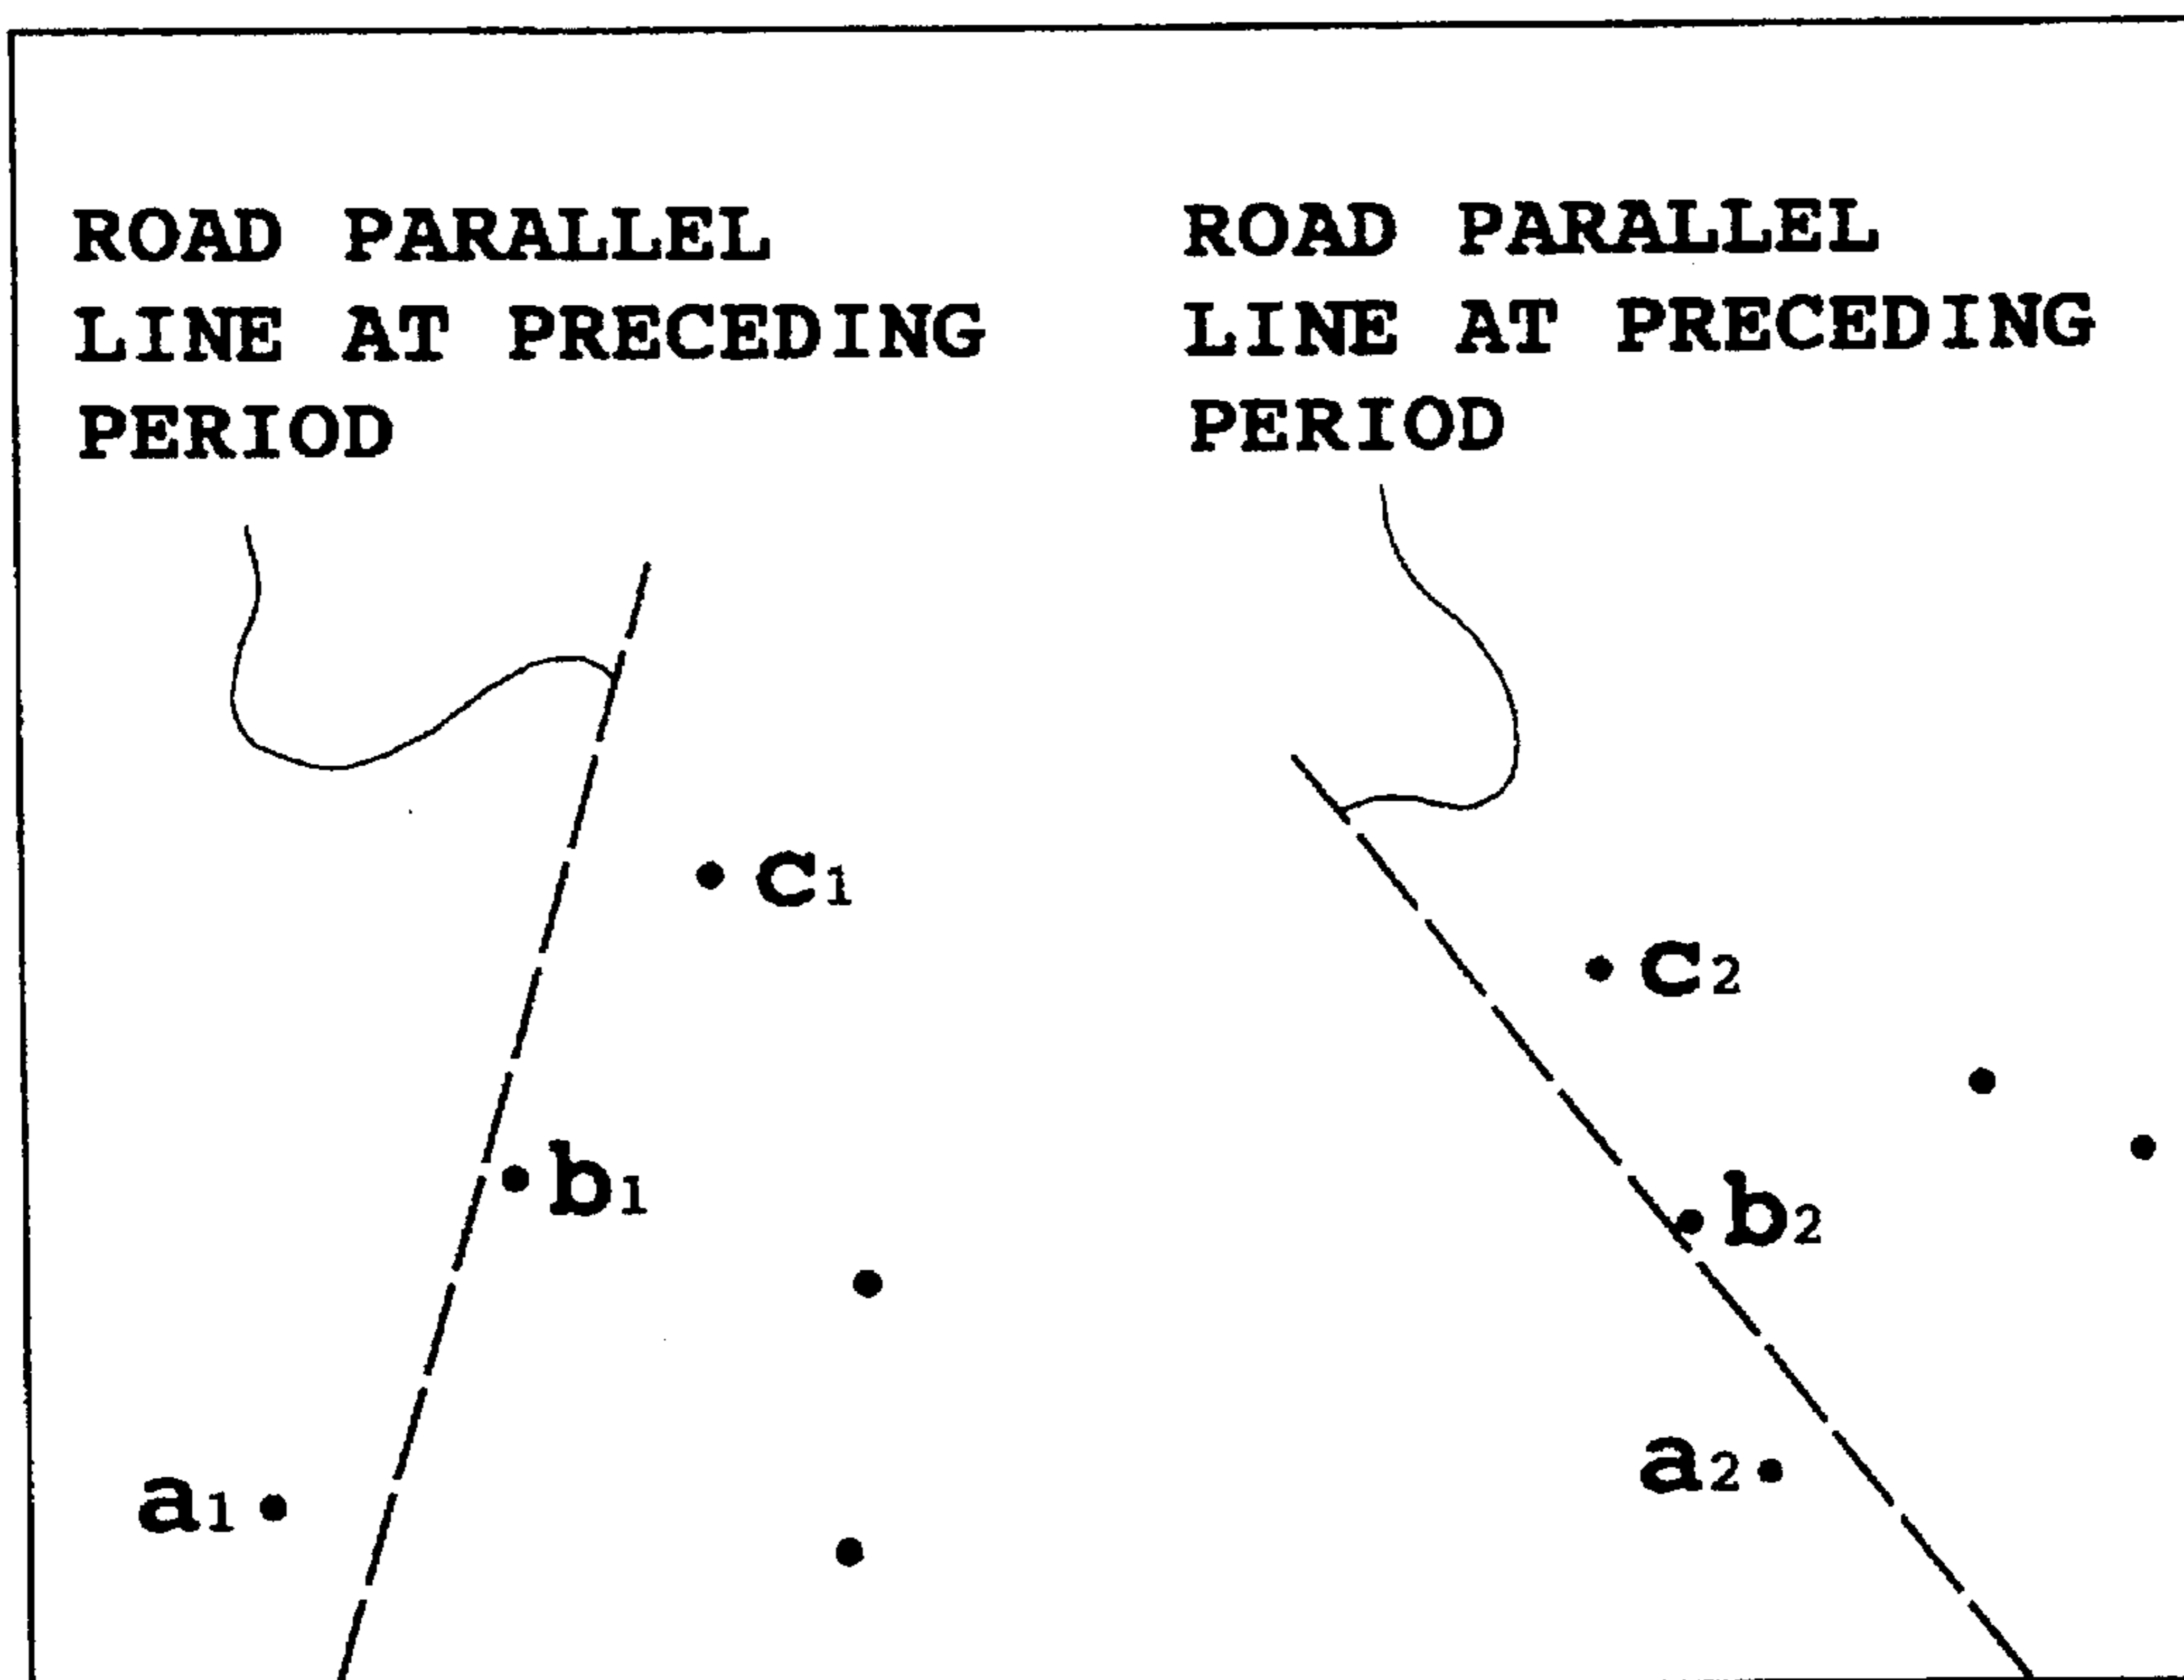 ROAD PARALLEL
LINE AT PRECEDING
PERIOD
ROAD PARALLEL
LINE AT PRECEDING
PERIOD
c1
c2
b1
b2
a1
a2